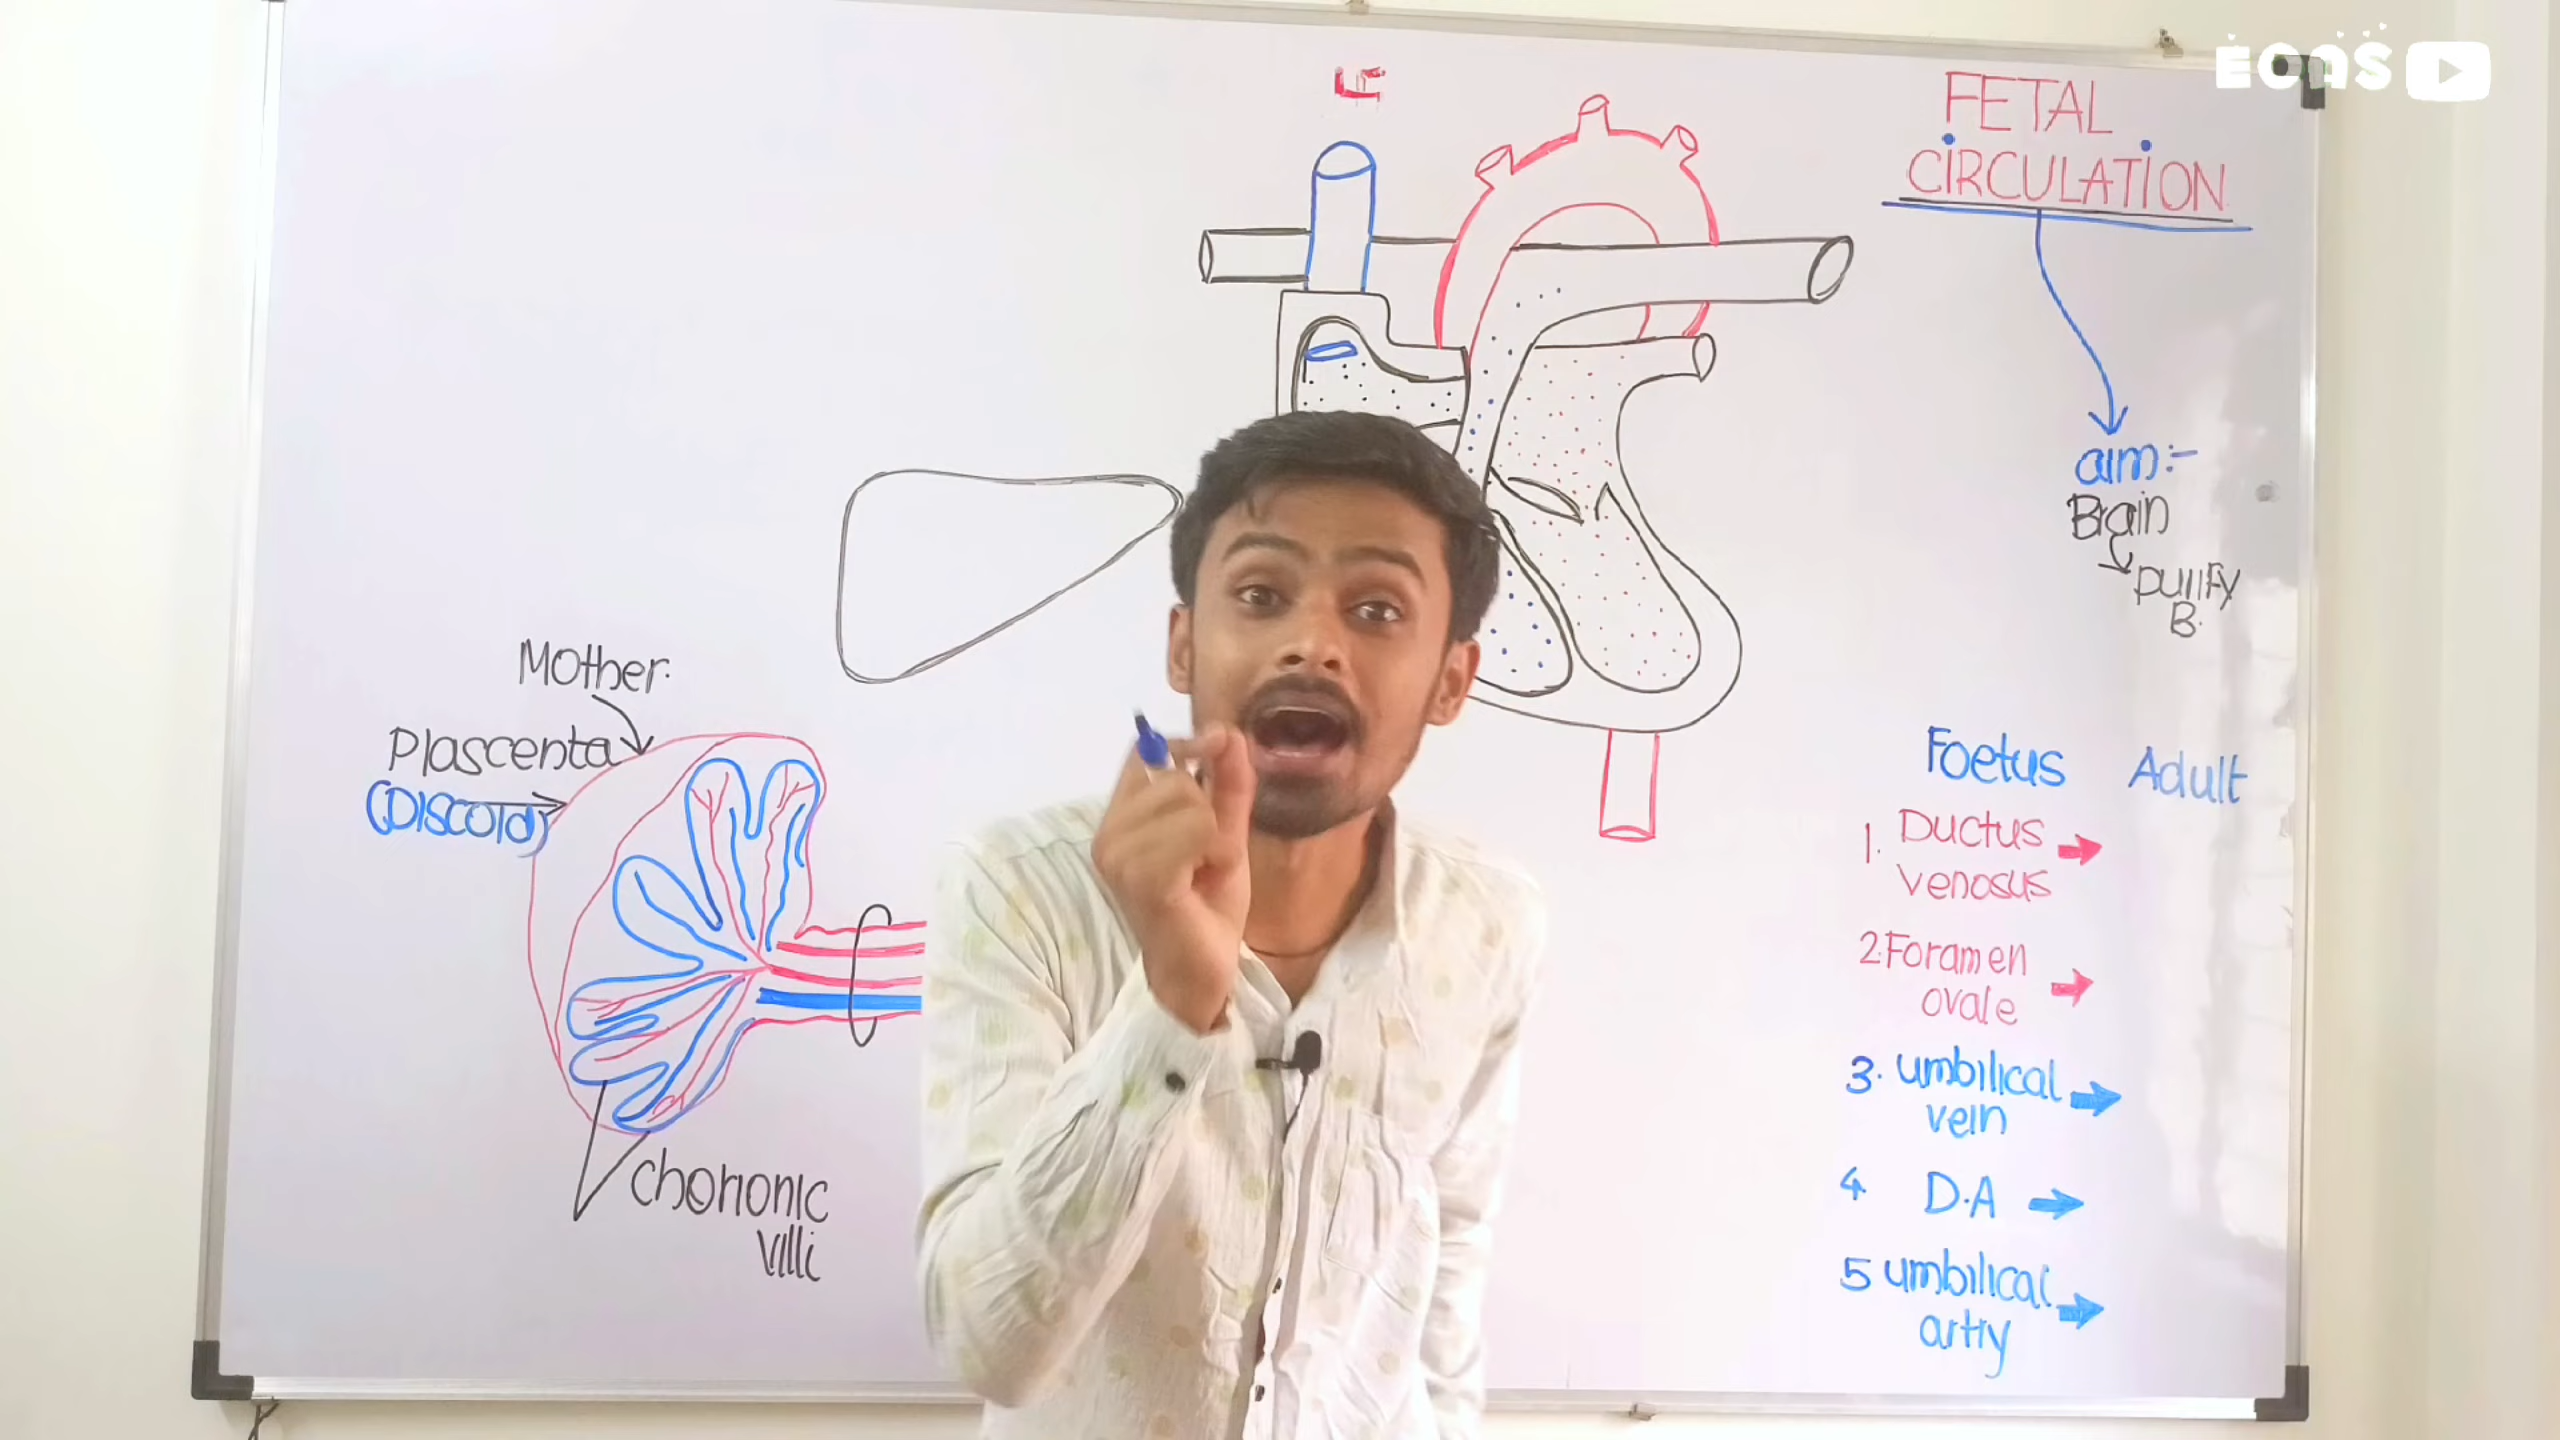 ECAS
FETAL
CIRCULATION
aim:-
Brain
purify
B.
Mother.
Plascenta
(Discoid)
chorionic
villi
Foetus Adult
1. Ductus
venosus
2. Foramen
ovale
3. umbilical
vein
4 D.A
5 umbilical
artry